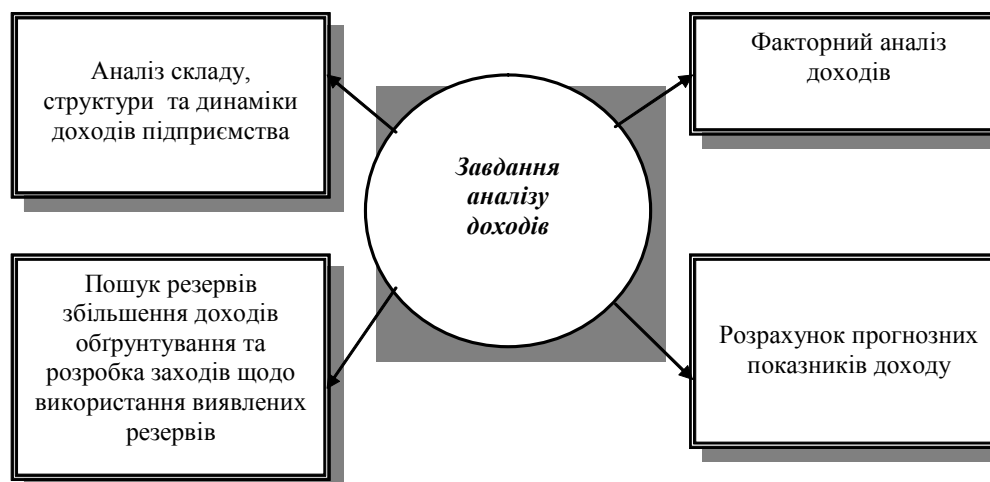 Аналіз складу,
структури та динаміки
доходів підприємства
Факторний аналіз
доходів
Завдання
аналізу
доходів
Пошук резервів
збільшення доходів
обґрунтування та
розробка заходів щодо
використання виявлених
резервів
Розрахунок прогнозних
показників доходу